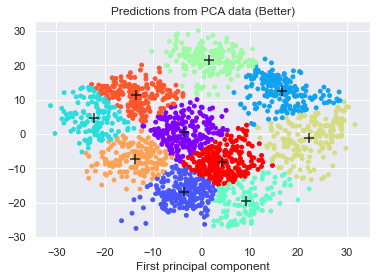 Predictions from PCA data (Better)
30
20
10
0
−10
−20
−30
−30 −20 −10 0 10 20 30
First principal component